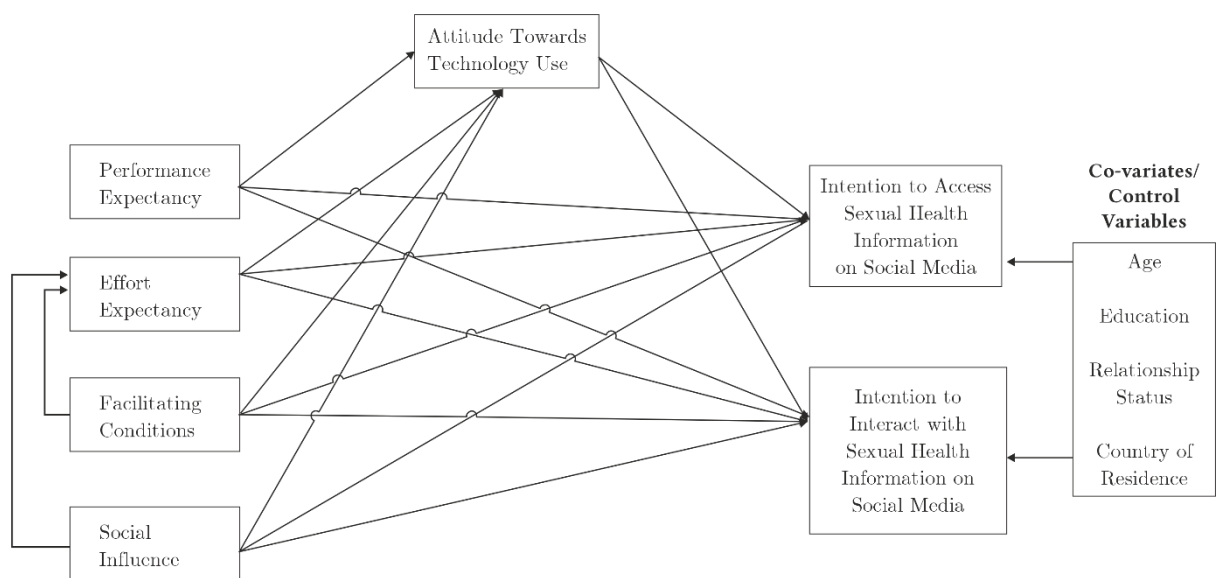 Attitude Towards
Technology Use
Performance
Expectancy
Effort
Expectancy
Facilitating
Conditions
Social
Influence
Intention to Access
Sexual Health
Information
on Social Media
Intention to
Interact with
Sexual Health
Information on
Social Media
Co-variates/
Control
Variables
Age
Education
Relationship
Status
Country of
Residence